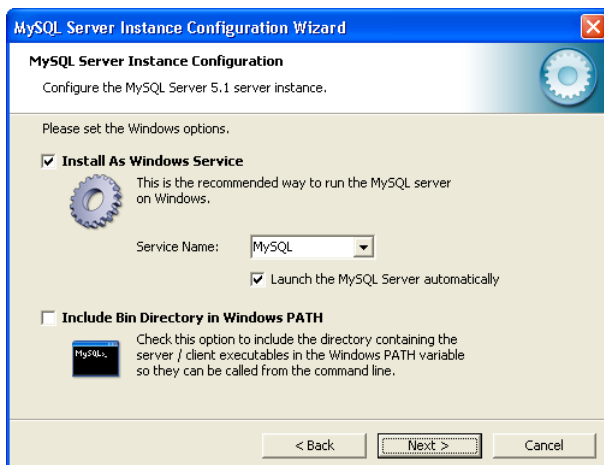 MySQL Server Instance Configuration Wizard
MySQL Server Instance Configuration
Configure the MySQL Server 5.1 server instance.
Please set the Windows options.
Install As Windows Service
This is the recommended way to run the MySQL server
on Windows.
Service Name:
MySQL
Launch the MySQL Server automatically
Include Bin Directory in Windows PATH
MySQL>_
Check this option to include the directory containing the
server / client executables in the Windows PATH variable
so they can be called from the command line.
< Back
Next >
Cancel